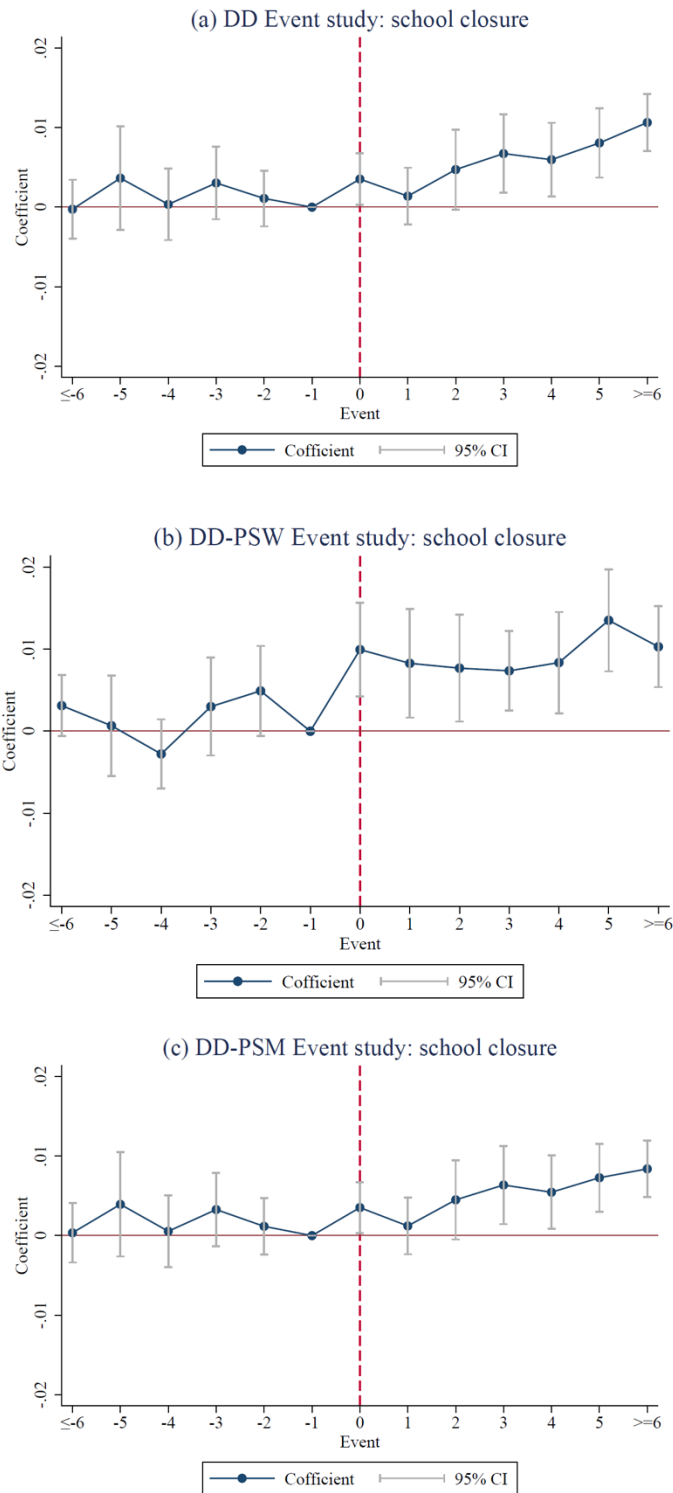 (a) DD Event study: school closure
Coefficient
.02
.01
0
-.01
-.02
≤-6 -5 -4 -3 -2 -1 0 1 2 3 4 5 >=6
Event
Cofficient 95% CI
(b) DD-PSW Event study: school closure
Coefficient
.02
.01
0
-.01
-.02
≤-6 -5 -4 -3 -2 -1 0 1 2 3 4 5 >=6
Event
Cofficient 95% CI
(c) DD-PSM Event study: school closure
Coefficient
.02
.01
0
-.01
-.02
≤-6 -5 -4 -3 -2 -1 0 1 2 3 4 5 >=6
Event
Cofficient 95% CI